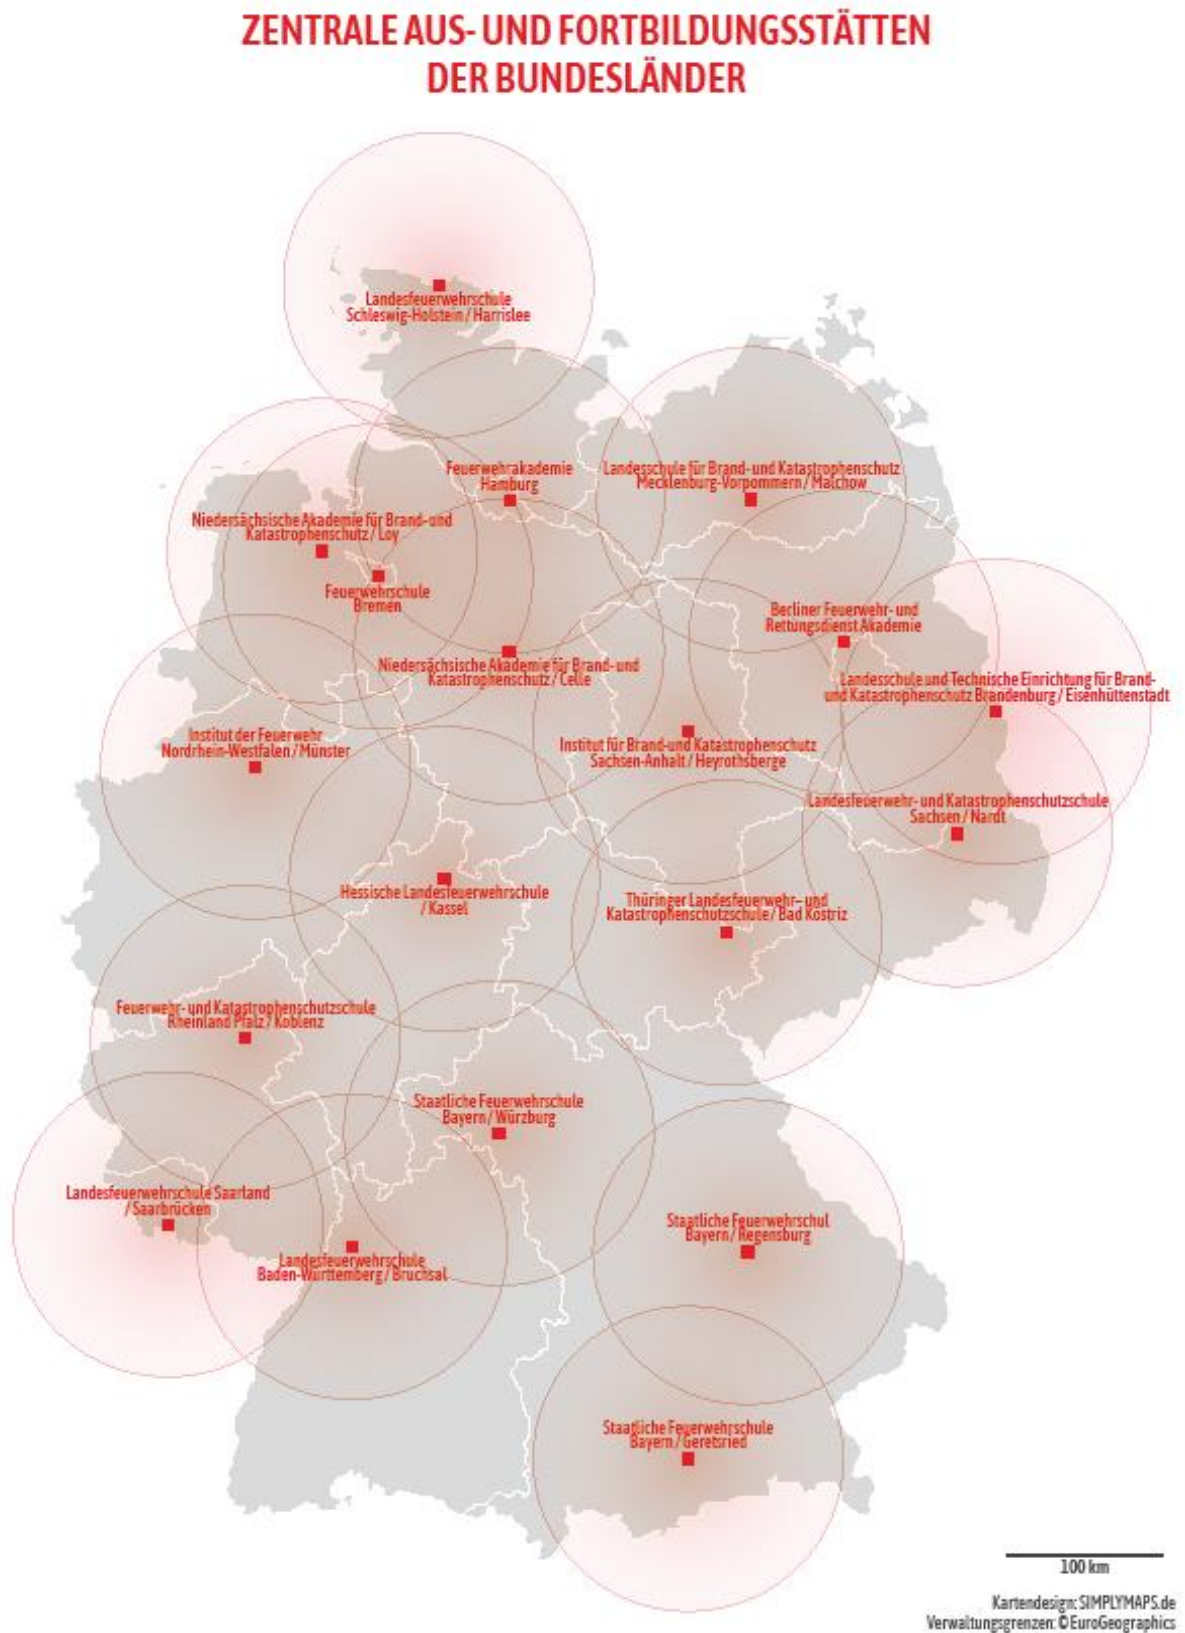 ZENTRALE AUS- UND FORTBILDUNGSSTÄTTEN
DER BUNDESLÄNDER
Landesfeuerwehrschule
Schleswig-Holstein / Harrislee
Feuerwehrakademie
Hamburg
Landesschule für Brand- und Katastrophenschutz
Mecklenburg-Vorpommern / Malchow
Niedersächsische Akademie für Brand- und
Katastrophenschutz / Loy
Feuerwehrschule
Bremen
Berliner Feuerwehr- und
Rettungsdienst Akademie
Niedersächsische Akademie für Brand- und
Katastrophenschutz / Celle
Landesschule und Technische Einrichtung für Brand-
und Katastrophenschutz Brandenburg / Eisenhüttenstadt
Institut der Feuerwehr
Nordrhein-Westfalen / Münster
Institut für Brand- und Katastrophenschutz
Sachsen-Anhalt / Heyrothsberge
Landesfeuerwehr- und Katastrophenschutzschule
Sachsen / Nardt
Hessische Landesfeuerwehrschule
/ Kassel
Thüringer Landesfeuerwehr- und
Katastrophenschutzschule / Bad Köstriz
Feuerwehr- und Katastrophenschutzschule
Rheinland Pfalz / Koblenz
Staatliche Feuerwehrschule
Bayern / Würzburg
Landesfeuerwehrschule Saarland
/ Saarbrücken
Staatliche Feuerwehrschul
Bayern / Regensburg
Landesfeuerwehrschule
Baden-Württemberg / Bruchsal
Staatliche Feuerwehrschule
Bayern / Geretsried
100 km
Kartendesign: SIMPLYMAPS.de
Verwaltungsgrenzen: © EuroGeographics